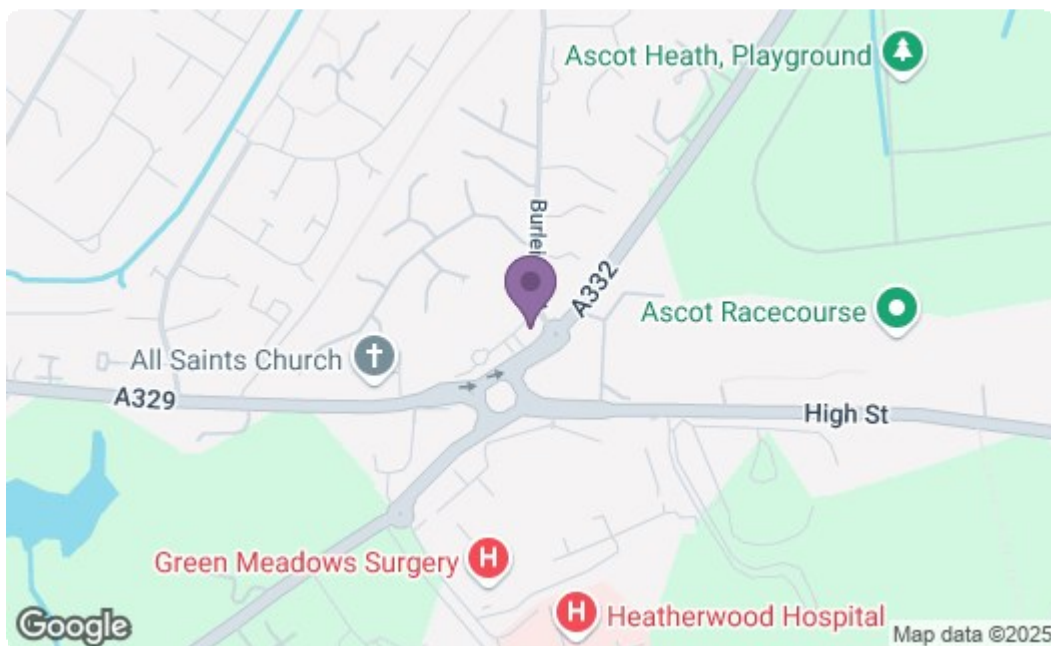 Ascot Heath, Playground
Burlei
A332
Ascot Racecourse
All Saints Church
A329
High St
Green Meadows Surgery
H
H
Heatherwood Hospital
Google
Map data ©2025